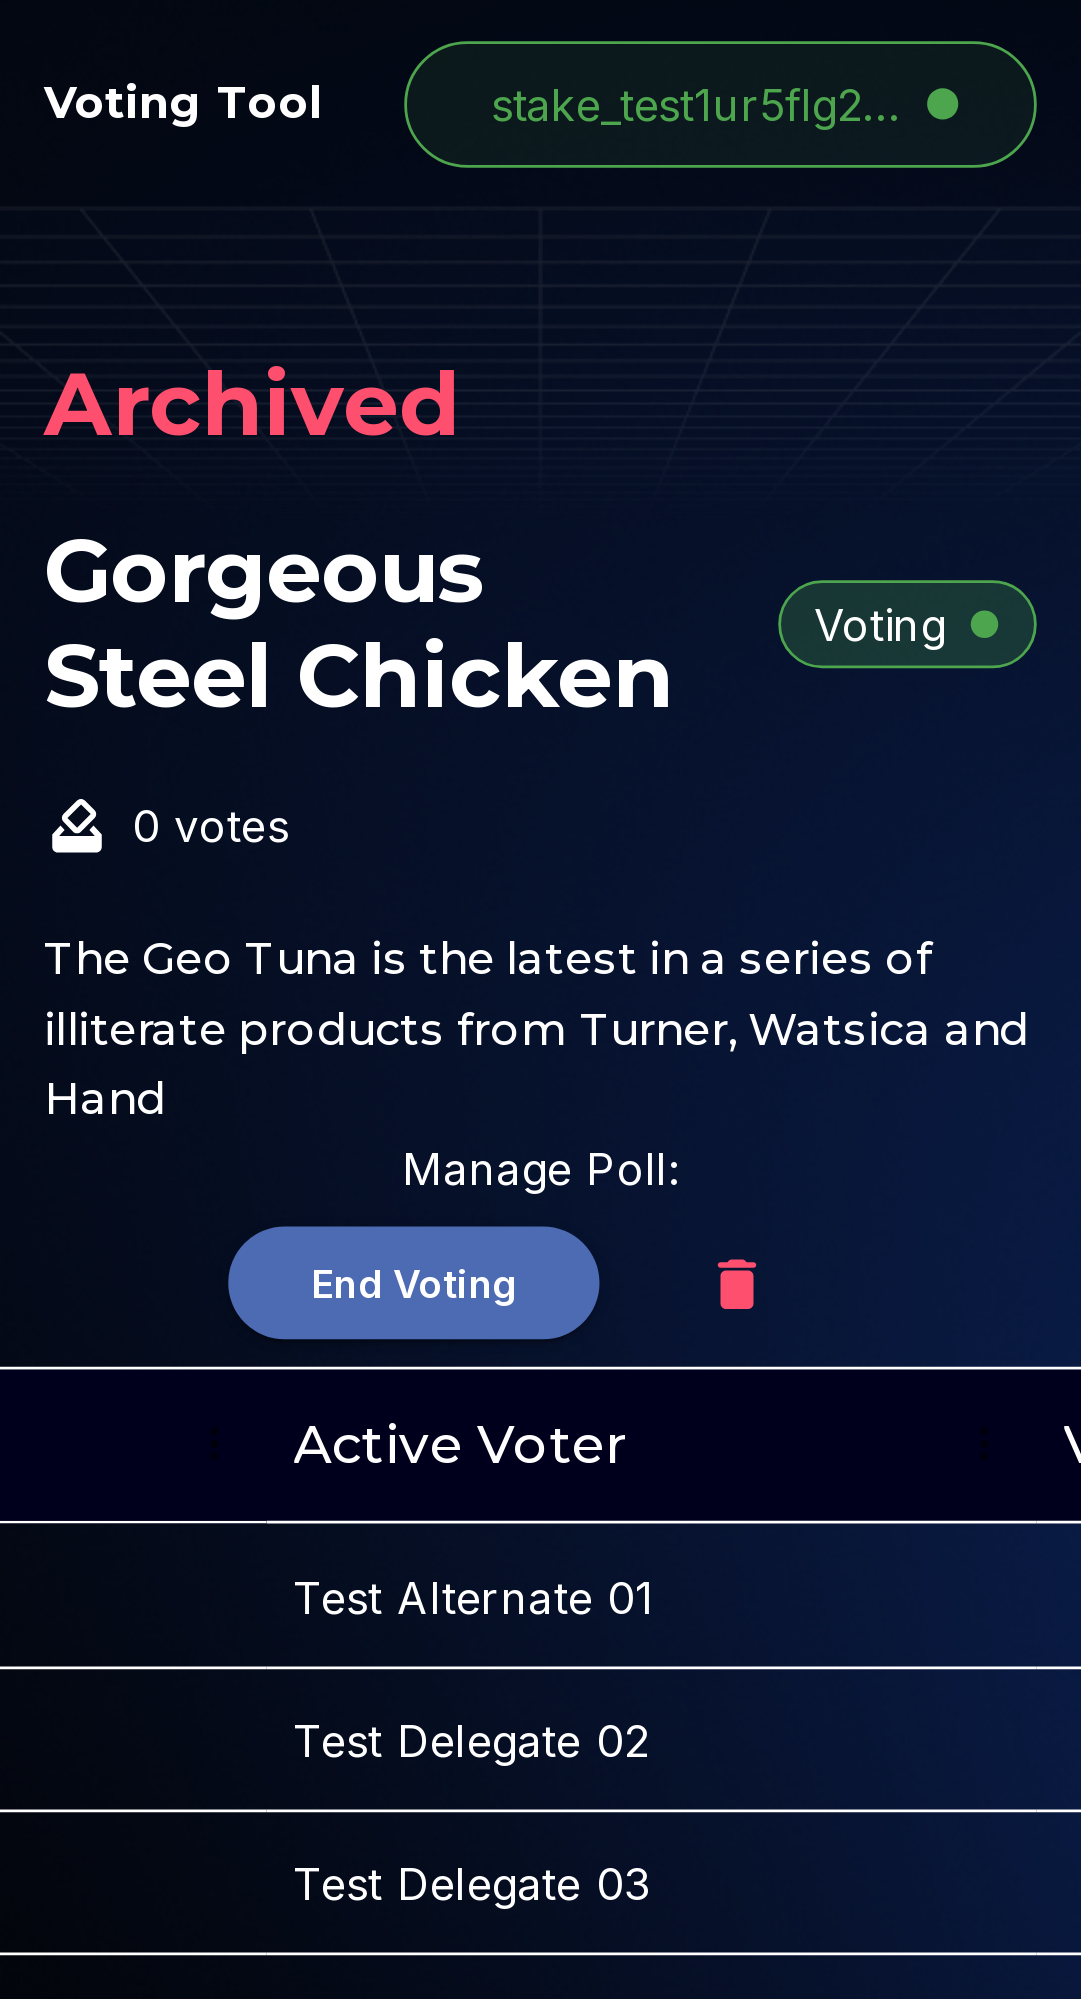 Voting Tool
stake_test1ur5flg2...
Archived
Gorgeous
Steel Chicken
Voting
0 votes
The Geo Tuna is the latest in a series of
illiterate products from Turner, Watsica and
Hand
Manage Poll:
End Voting
Active Voter
Test Alternate 01
Test Delegate 02
Test Delegate 03